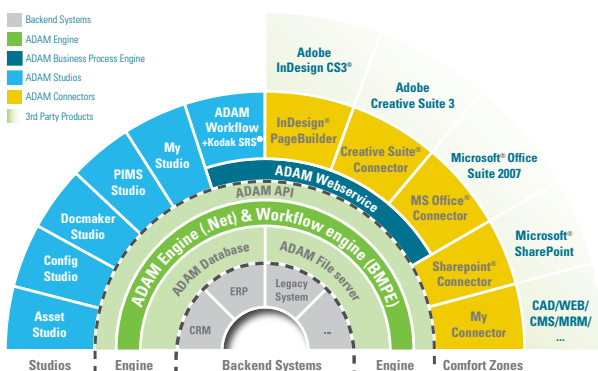 Backend Systems
ADAM Engine
ADAM Business Process Engine
ADAM Studios
ADAM Connectors
3rd Party Products
Adobe
InDesign CS3®
Adobe
Creative Suite 3
Microsoft® Office
Suite 2007
Microsoft®
SharePoint
CAD/WEB/
CMS/MRM/
...
ADAM
Workflow
+Kodak SRS
InDesign®
PageBuilder
Creative Suite®
Connector
MS Office®
Connector
Sharepoint®
Connector
My
Connector
My
Studio
PIMS
Studio
Docmaker
Studio
Config
Studio
Asset
Studio
ADAM Webservice
ADAM API
ADAM Engine (.Net) & Workflow engine (BMPE)
ADAM Database
ADAM File server
CRM
ERP
Legacy
System
...
Studios
Engine
Backend Systems
Engine
Comfort Zones